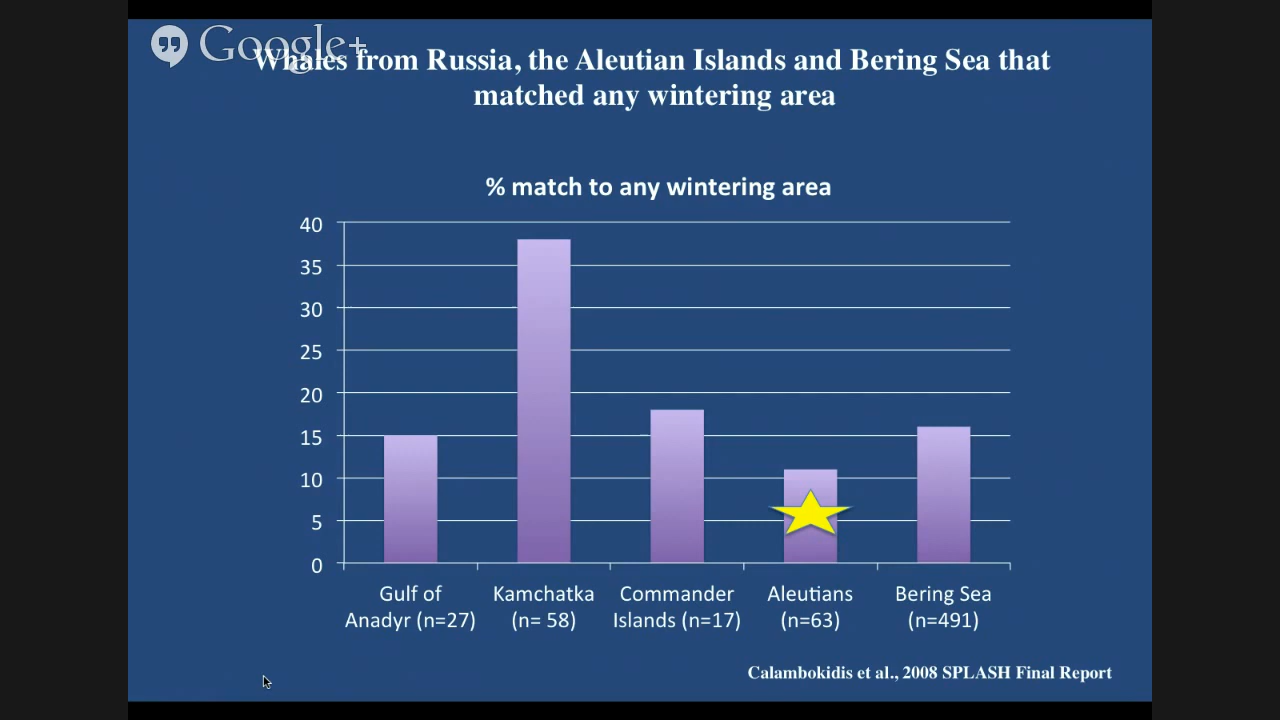 Google+
Whales from Russia, the Aleutian Islands and Bering Sea that
matched any wintering area
% match to any wintering area
40
35
30
25
20
15
10
5
0
Gulf of
Anadyr (n=27)
Kamchatka
(n= 58)
Commander
Islands (n=17)
Aleutians
(n=63)
Bering Sea
(n=491)
Calambokidis et al., 2008 SPLASH Final Report